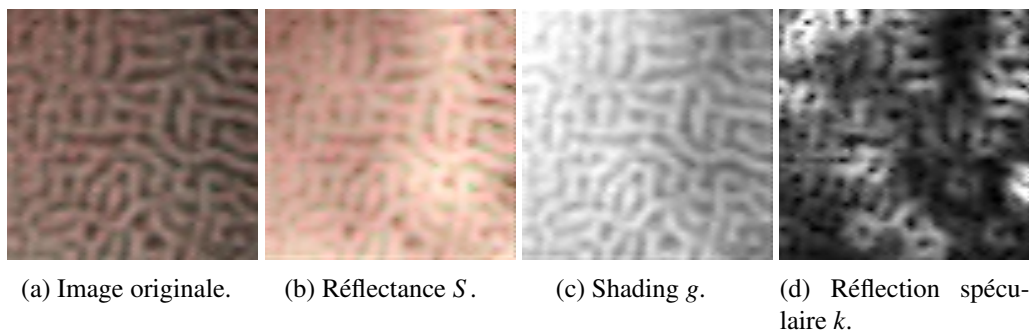 (a) Image originale.
(b) Réflectance S.
(c) Shading g.
(d) Réflection spécu-
laire k.